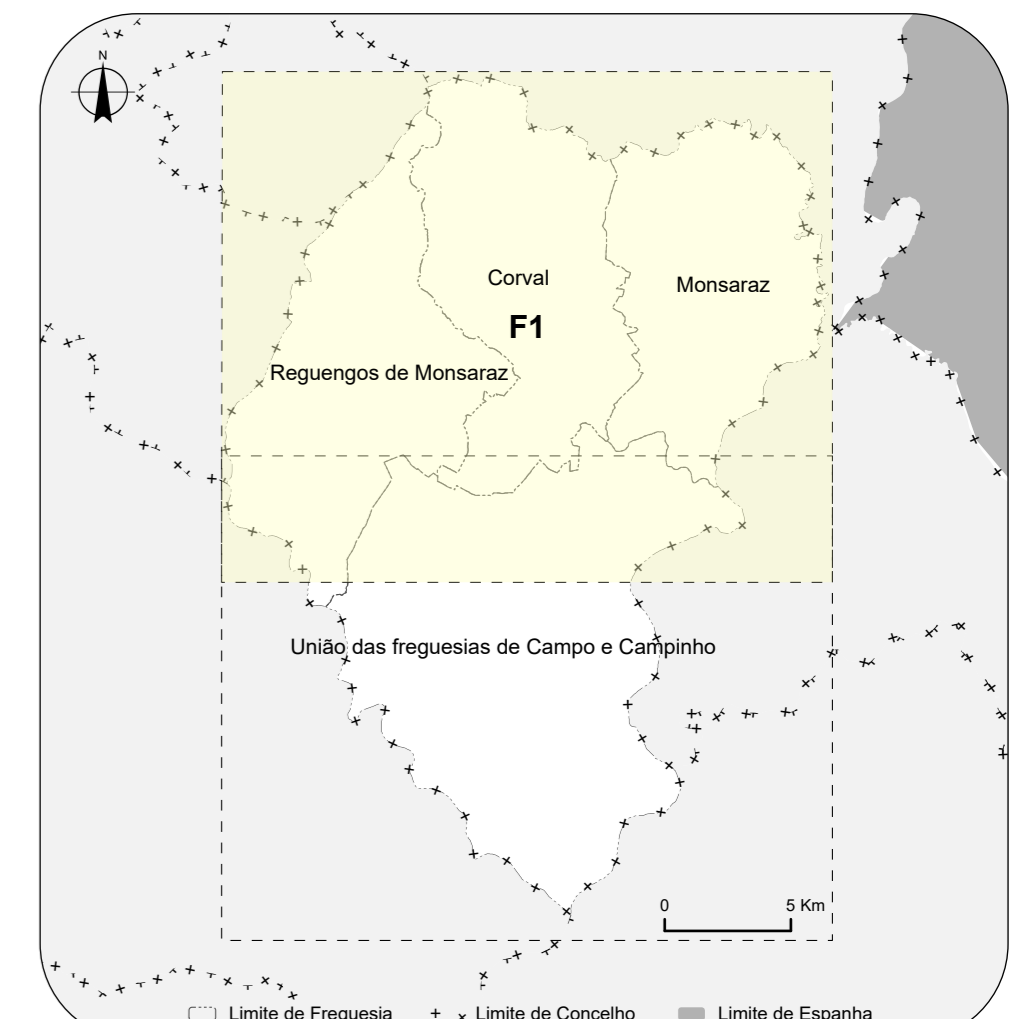 N
Corval
Monsaraz
F1
Reguengos de Monsaraz
União das freguesias de Campo e Campinho
0 5 Km
Limite de Freguesia Limite de Concelho Limite de Espanha